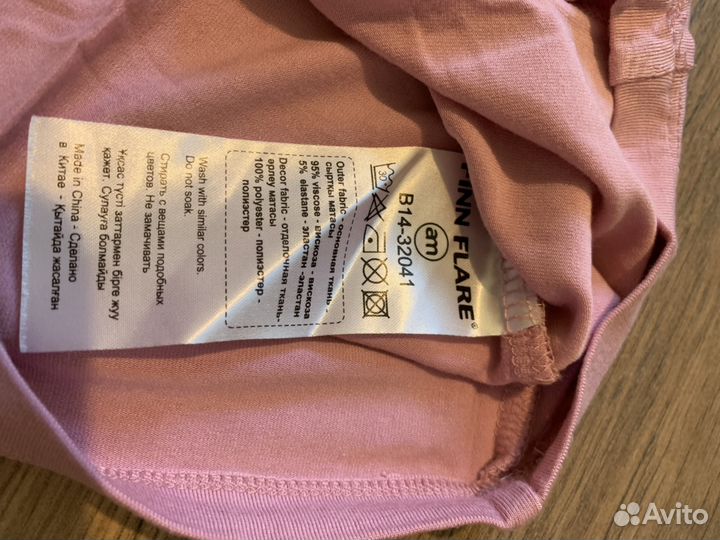 FINN FLARE®
am
B14-32041
30°
Outer fabric - основная ткань-
сыртқы матасы
95% viscose - вискоза - вискоза
5% elastane - эластан -эластан
Decor fabric - отделочная ткань-
әрлеу матасы
100% polyester - полиэстер -
полиэстер
Wash with similar colors.
Do not soak.
Стирать с вещами подобных
цветов. Не замачивать
Ұқсас түсті заттармен бірге жуу
қажет. Сулауға болмайды
Made in China - Сделано
в Китае - Қытайда жасалған
Avito